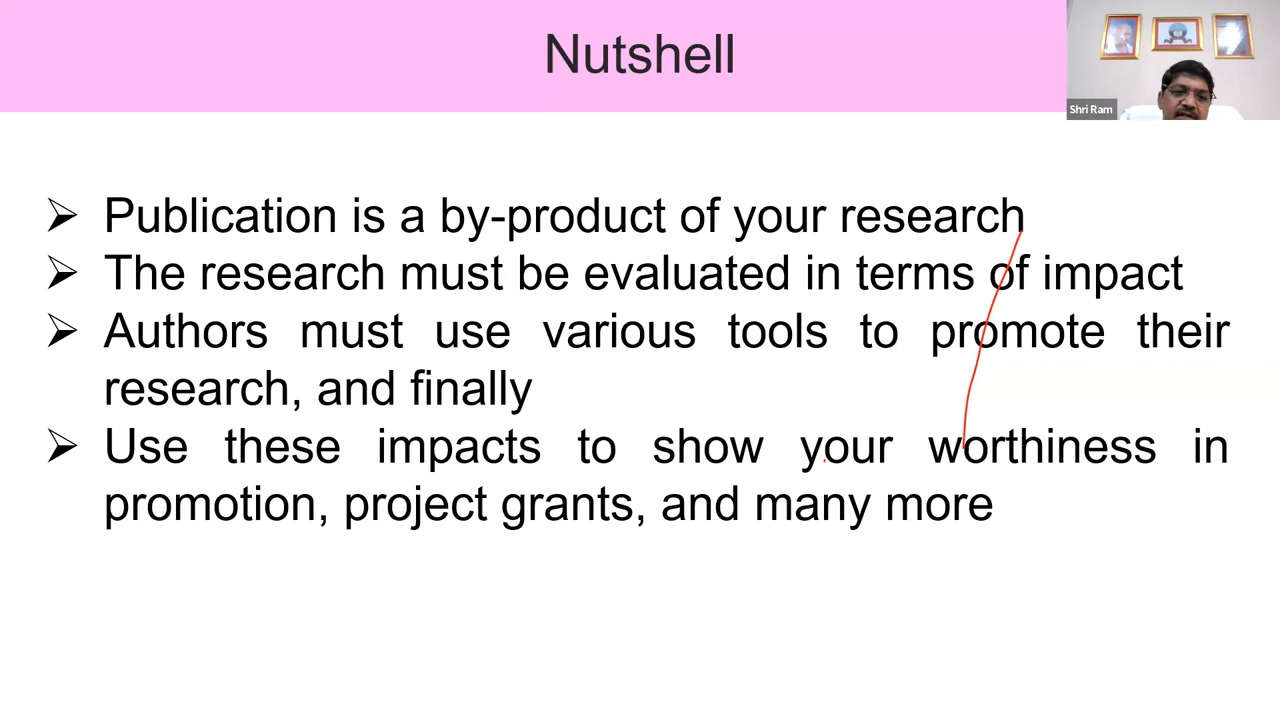 Nutshell
Shri Ram
➢ Publication is a by-product of your research
➢ The research must be evaluated in terms of impact
➢ Authors must use various tools to promote their
research, and finally
➢ Use these impacts to show your worthiness in
promotion, project grants, and many more